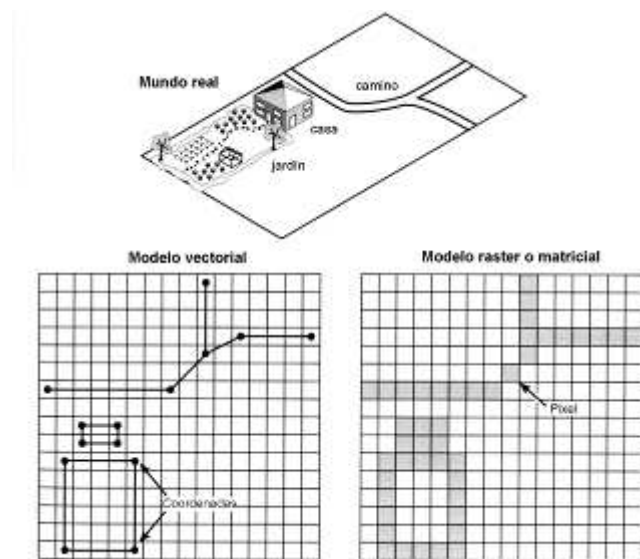 Mundo real
camino
casa
jardín
Modelo vectorial
Modelo raster o matricial
Pixel
Coordenadas